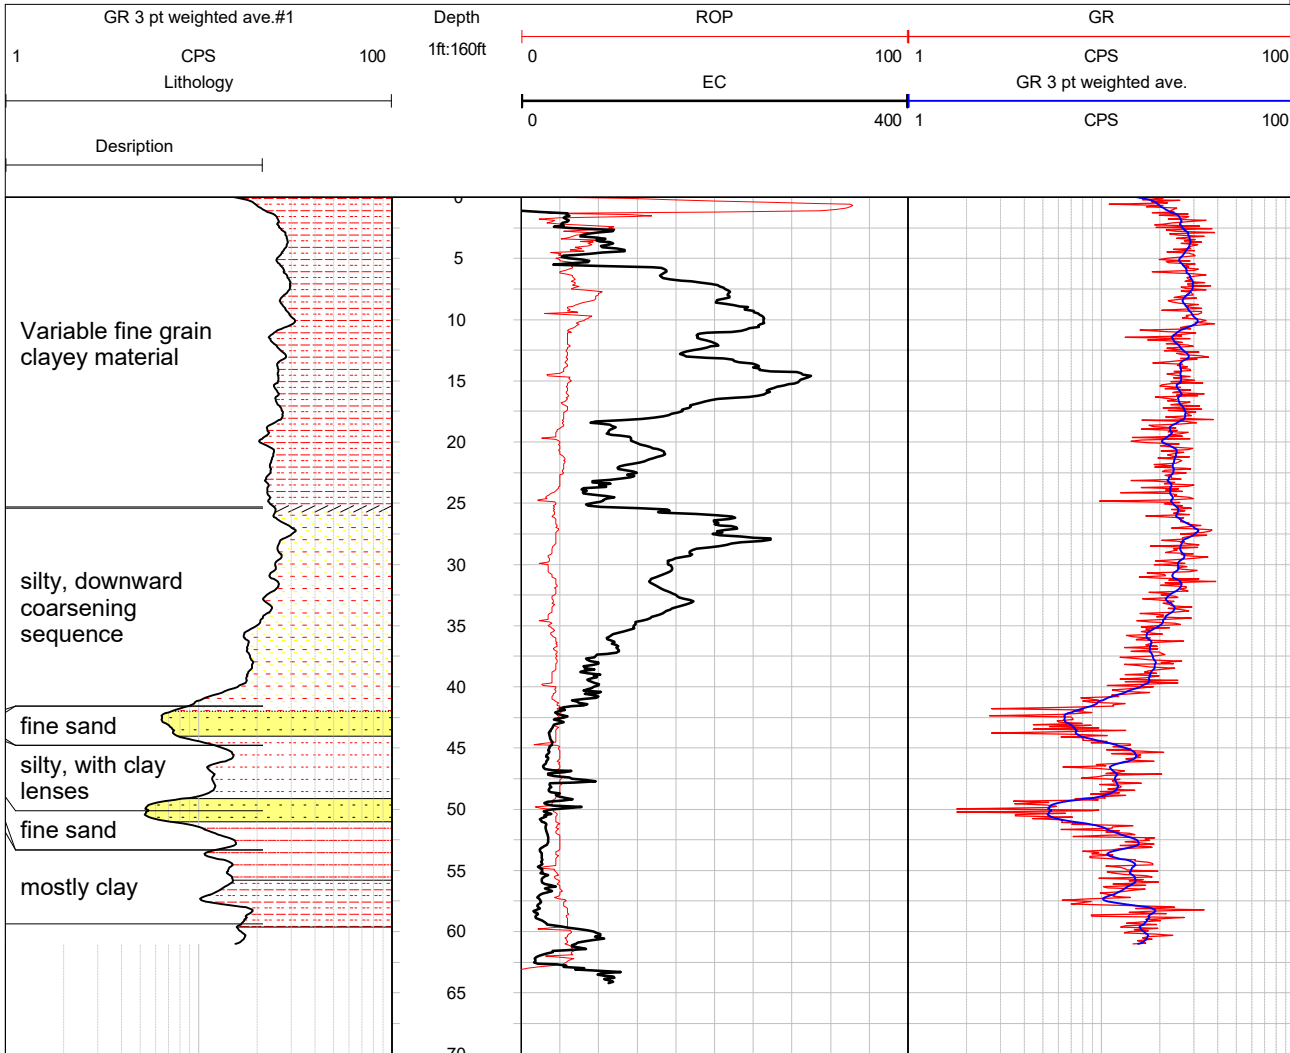 GR 3 pt weighted ave.#1
Depth
ROP
GR
1 CPS 100
1ft:160ft
0 100
1 CPS 100
Lithology
EC
GR 3 pt weighted ave.
0 400
1 CPS 100
Desription
0
5
10
Variable fine grain
clayey material
15
20
25
30
silty, downward
coarsening
sequence
35
40
fine sand
45
silty, with clay
lenses
50
fine sand
55
mostly clay
60
65
70